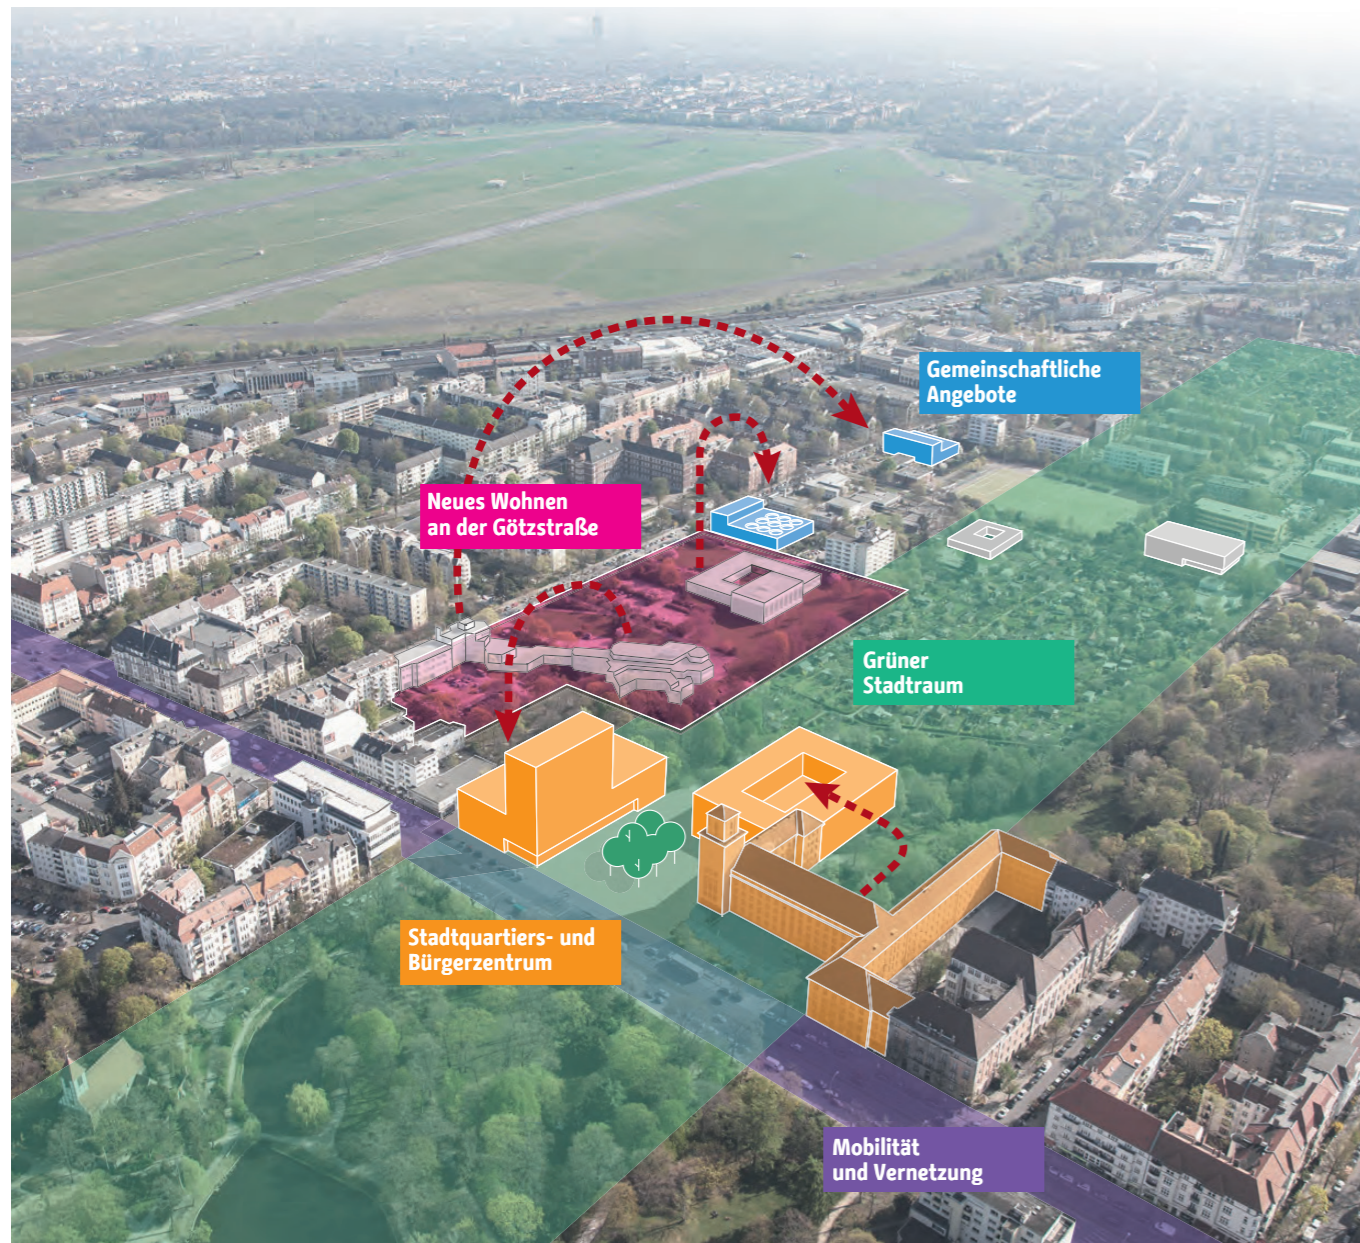 Gemeinschaftliche
Angebote
Neues Wohnen
an der Götzstraße
Grüner
Stadtraum
Stadtquartiers- und
Bürgerzentrum
Mobilität
und Vernetzung